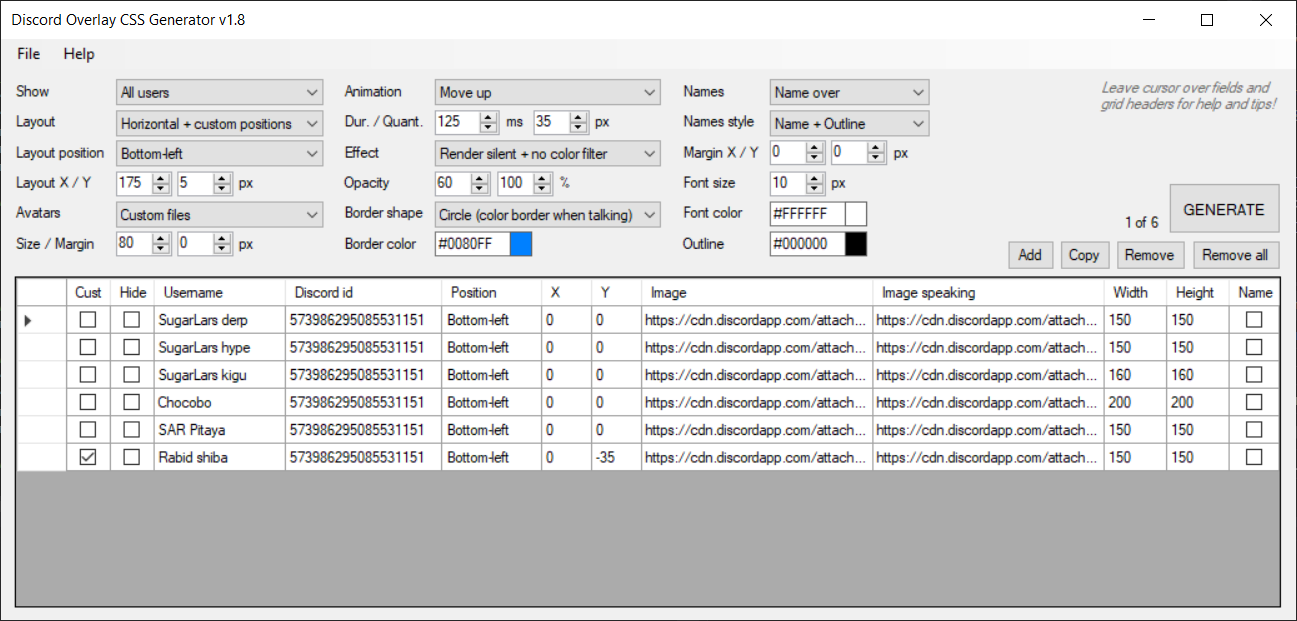 Discord Overlay CSS Generator v1.8
File Help
Show All users Animation Move up Names Name over
Leave cursor over fields and
grid headers for help and tips!
Layout Horizontal + custom positions Dur. / Quant. 125 ms 35 px Names style Name + Outline
Layout position Bottom-left Effect Render silent + no color filter Margin X / Y 0 0 px
Layout X / Y 175 5 px Opacity 60 100 % Font size 10 px
Avatars Custom files Border shape Circle (color border when talking) Font color #FFFFFF 1 of 6 GENERATE
Size / Margin 80 0 px Border color #0080FF Outline #000000
Add Copy Remove Remove all
Cust Hide Username Discord id Position X Y Image Image speaking Width Height Name
SugarLars derp 573986295085531151 Bottom-left 0 0 https://cdn.discordapp.com/attach... https://cdn.discordapp.com/attach... 150 150
SugarLars hype 573986295085531151 Bottom-left 0 0 https://cdn.discordapp.com/attach... https://cdn.discordapp.com/attach... 150 150
SugarLars kigu 573986295085531151 Bottom-left 0 0 https://cdn.discordapp.com/attach... https://cdn.discordapp.com/attach... 160 160
Chocobo 573986295085531151 Bottom-left 0 0 https://cdn.discordapp.com/attach... https://cdn.discordapp.com/attach... 200 200
SAR Pitaya 573986295085531151 Bottom-left 0 0 https://cdn.discordapp.com/attach... https://cdn.discordapp.com/attach... 150 150
Rabid shiba 573986295085531151 Bottom-left 0 -35 https://cdn.discordapp.com/attach... https://cdn.discordapp.com/attach... 150 150